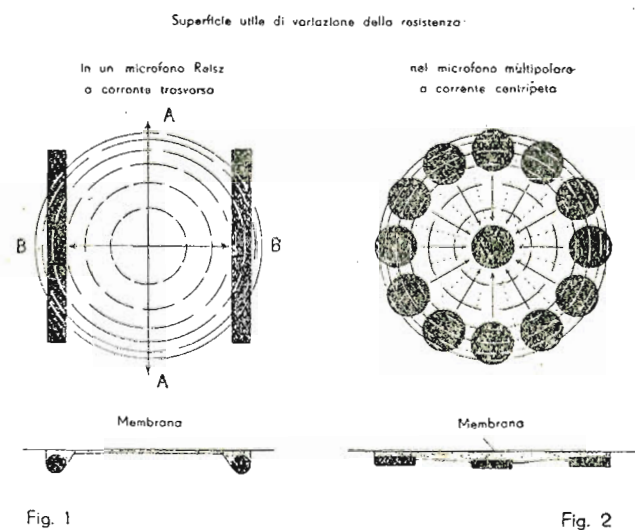 Superficie utile di variazione della resistenza
In un microfono Reisz
a corrente trasversa
nel microfono multipolare
a corrente centripeta
A
B
B
A
Membrana
Membrana
Fig. 1
Fig. 2